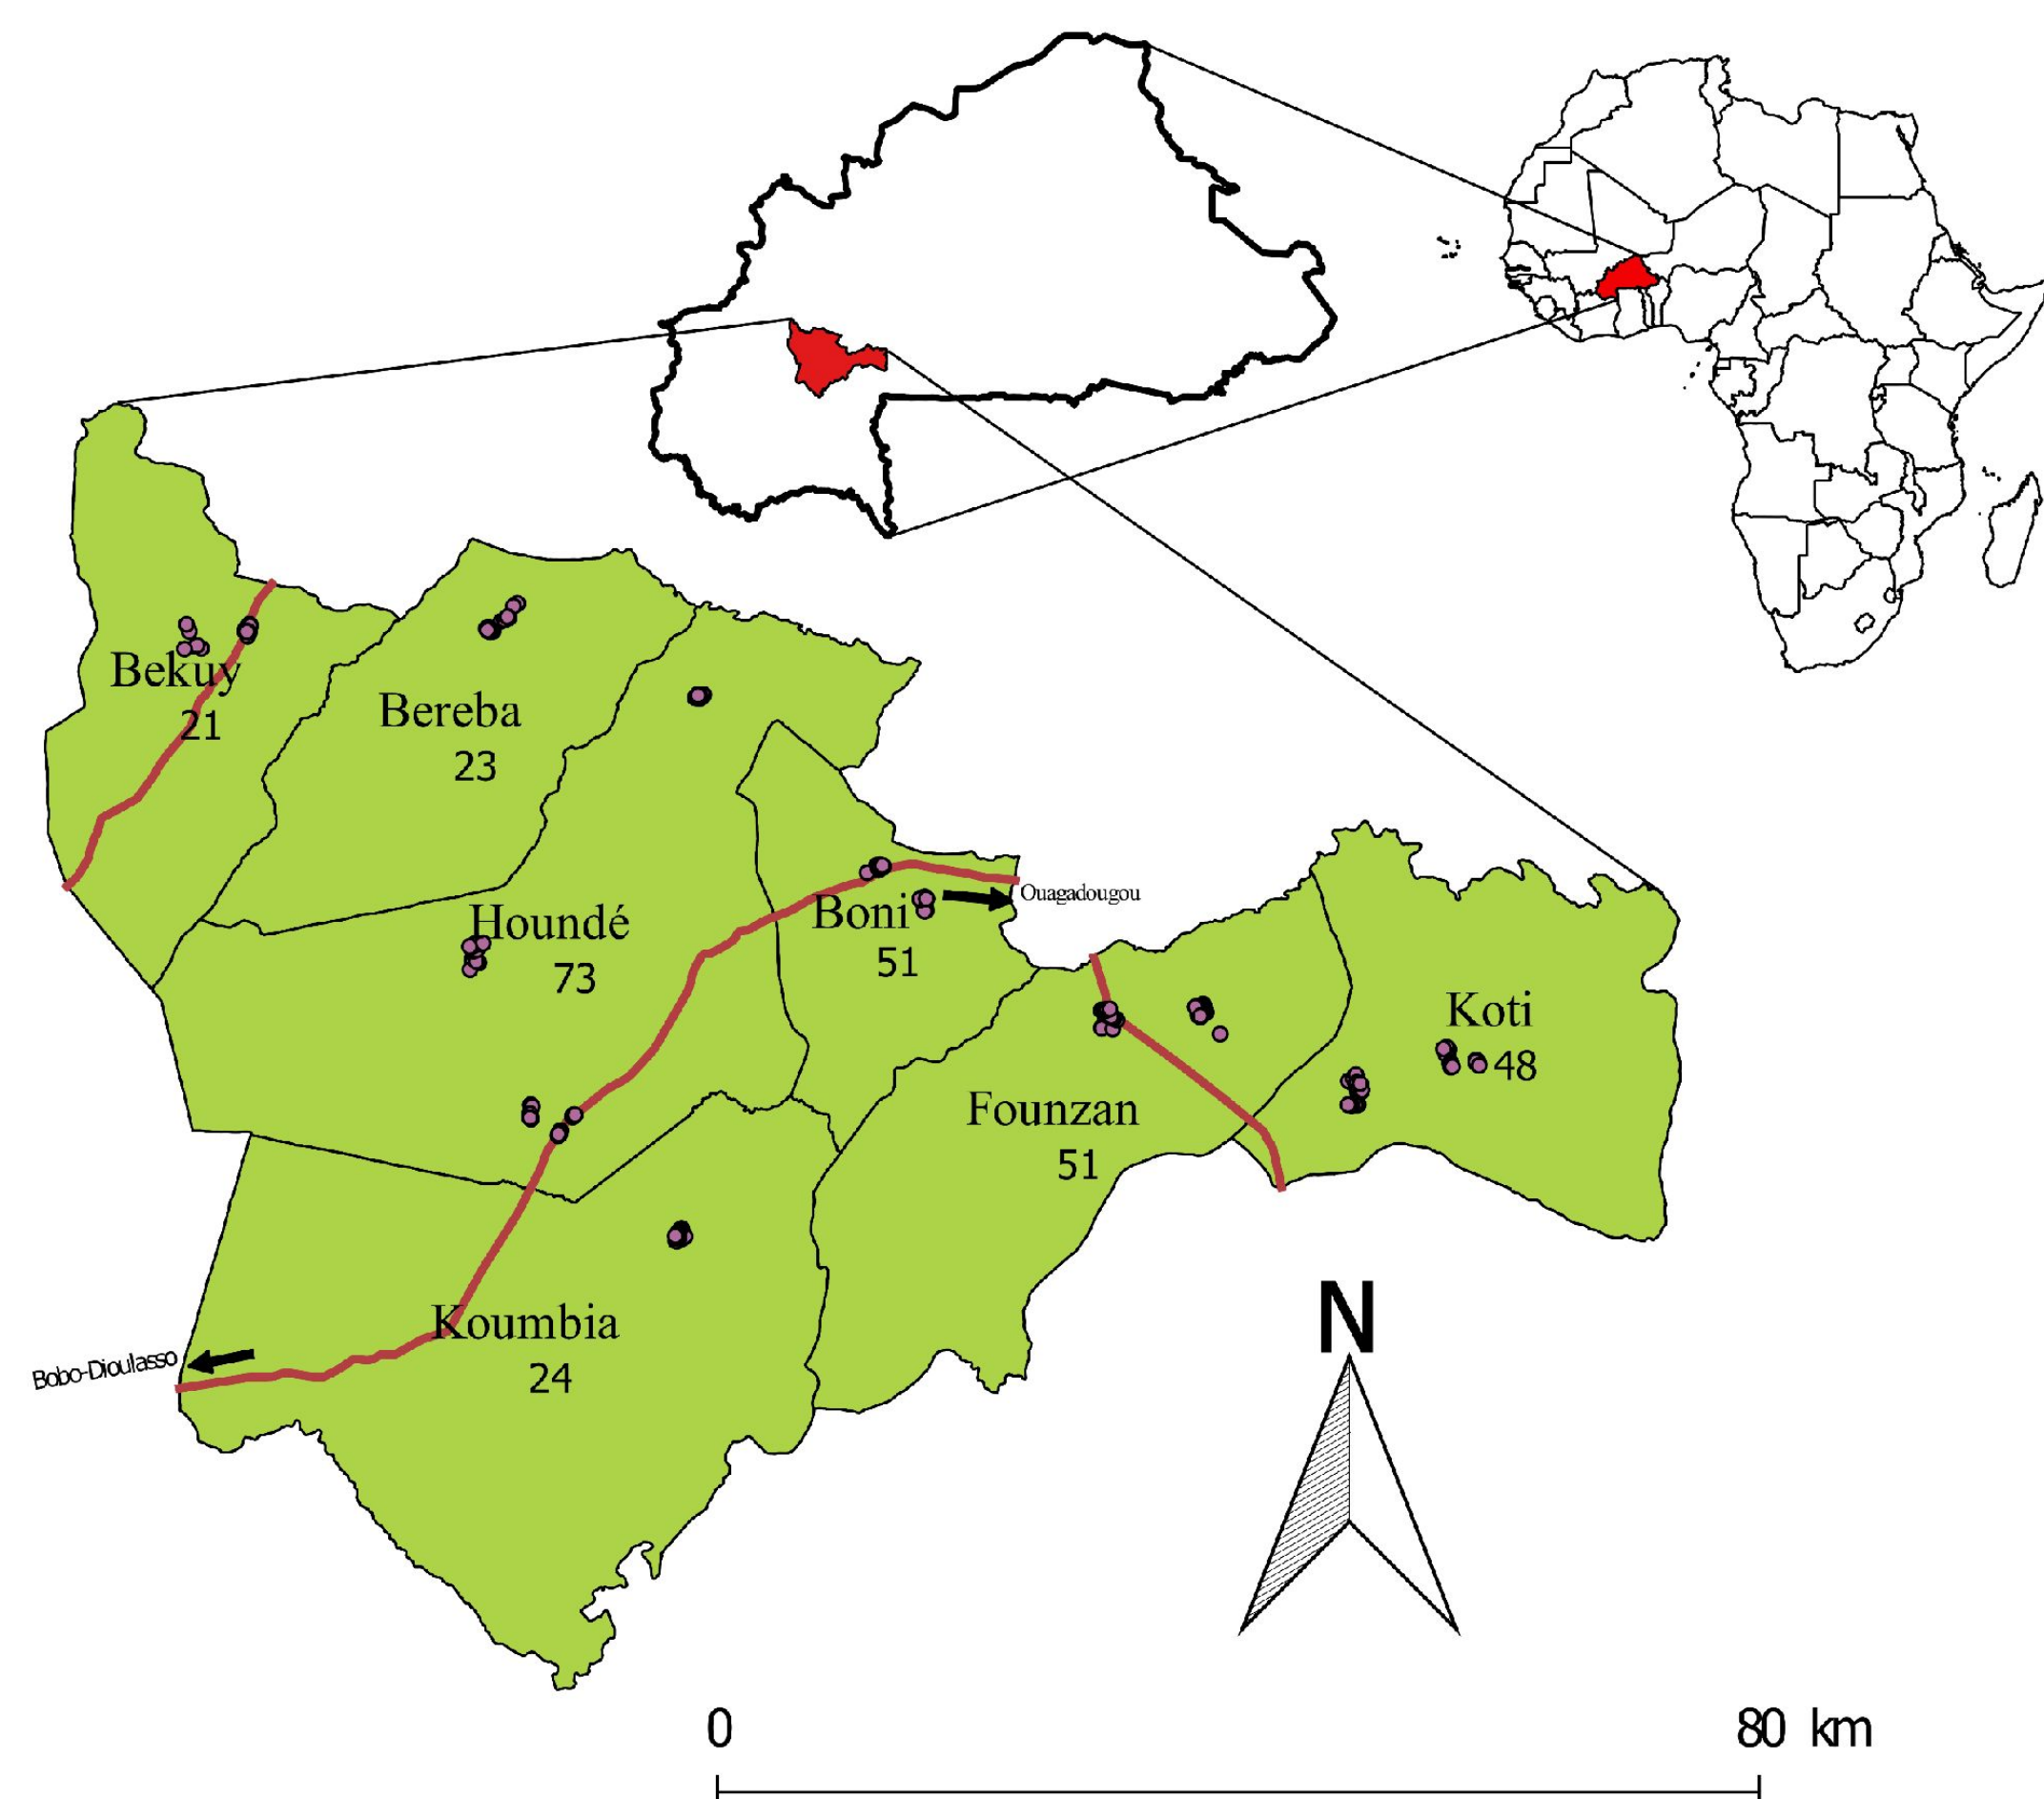 Bekuy
21
Bereba
23
Houndé
73
Boni
51
Ouagadougou
Koti
48
Founzan
51
Koumbia
24
Bobo-Dioulasso
N
0
80 km